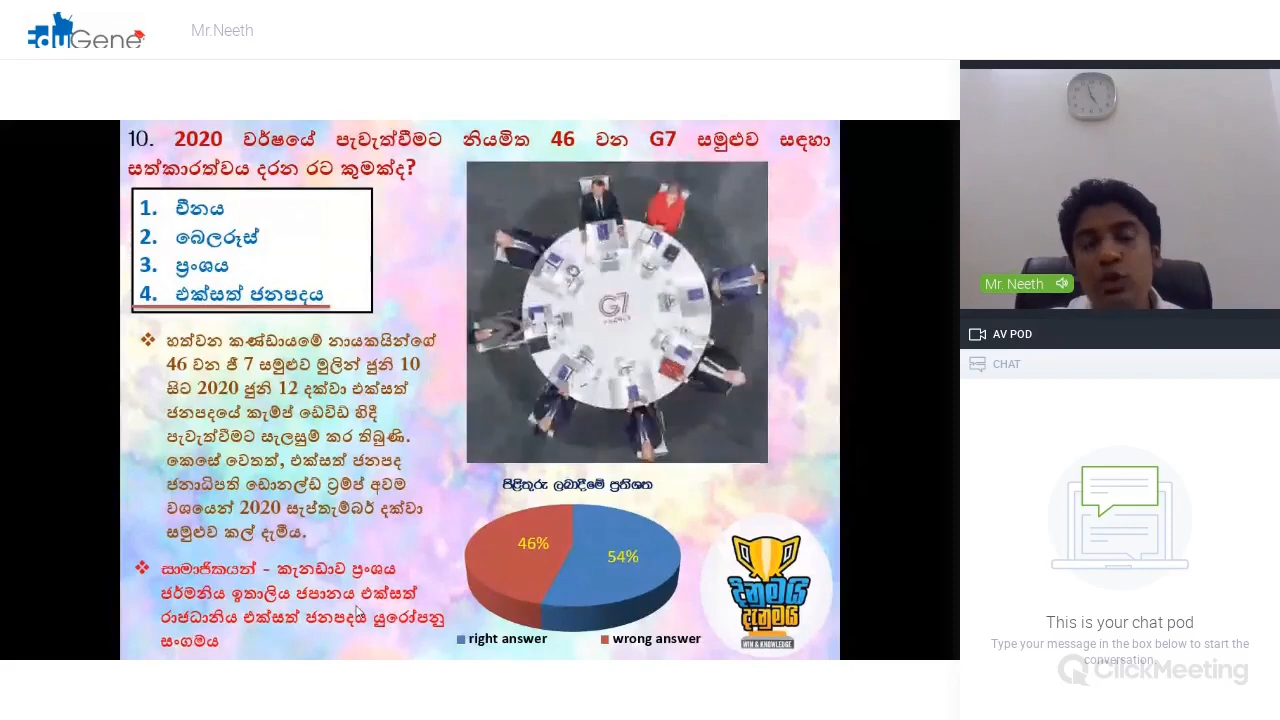 eduGene
Mr.Neeth
10. 2020 වර්ෂයේ පැවැත්වීමට නියමිත 46 වන G7 සමුළුව සඳහා
සත්කාරත්වය දරන රට කුමක්ද?
1. චීනය
2. බෙලරූස්
3. ප්‍රංශය
4. එක්සත් ජනපදය
❖ හත්වන කණ්ඩායමේ නායකයින්ගේ
46 වන ජී 7 සමුළුව මුලින් ජුනි 10
සිට 2020 ජුනි 12 දක්වා එක්සත්
ජනපදයේ කැම්ප් ඩේවිඩ් හිදී
පැවැත්වීමට සැලසුම් කර තිබුණි.
කෙසේ වෙතත්, එක්සත් ජනපද
ජනාධිපති ඩොනල්ඩ් ට්‍රම්ප් අවම
වශයෙන් 2020 සැප්තැම්බර් දක්වා
සමුළුව කල් දැමීය.
❖ සාමාජිකයන් - කැනඩාව ප්‍රංශය
ජර්මනිය ඉතාලිය ජපානය එක්සත්
රාජධානිය එක්සත් ජනපදය යුරෝපනු
සංගමය
G7
පිළිතුරු ලබාදීමේ ප්‍රතිශත
46%
54%
right answer
wrong answer
දිනුමයි
දැනුමයි
WIN & KNOWLEDGE
Mr. Neeth
AV POD
CHAT
This is your chat pod
Type your message in the box below to start the
conversation.
ClickMeeting